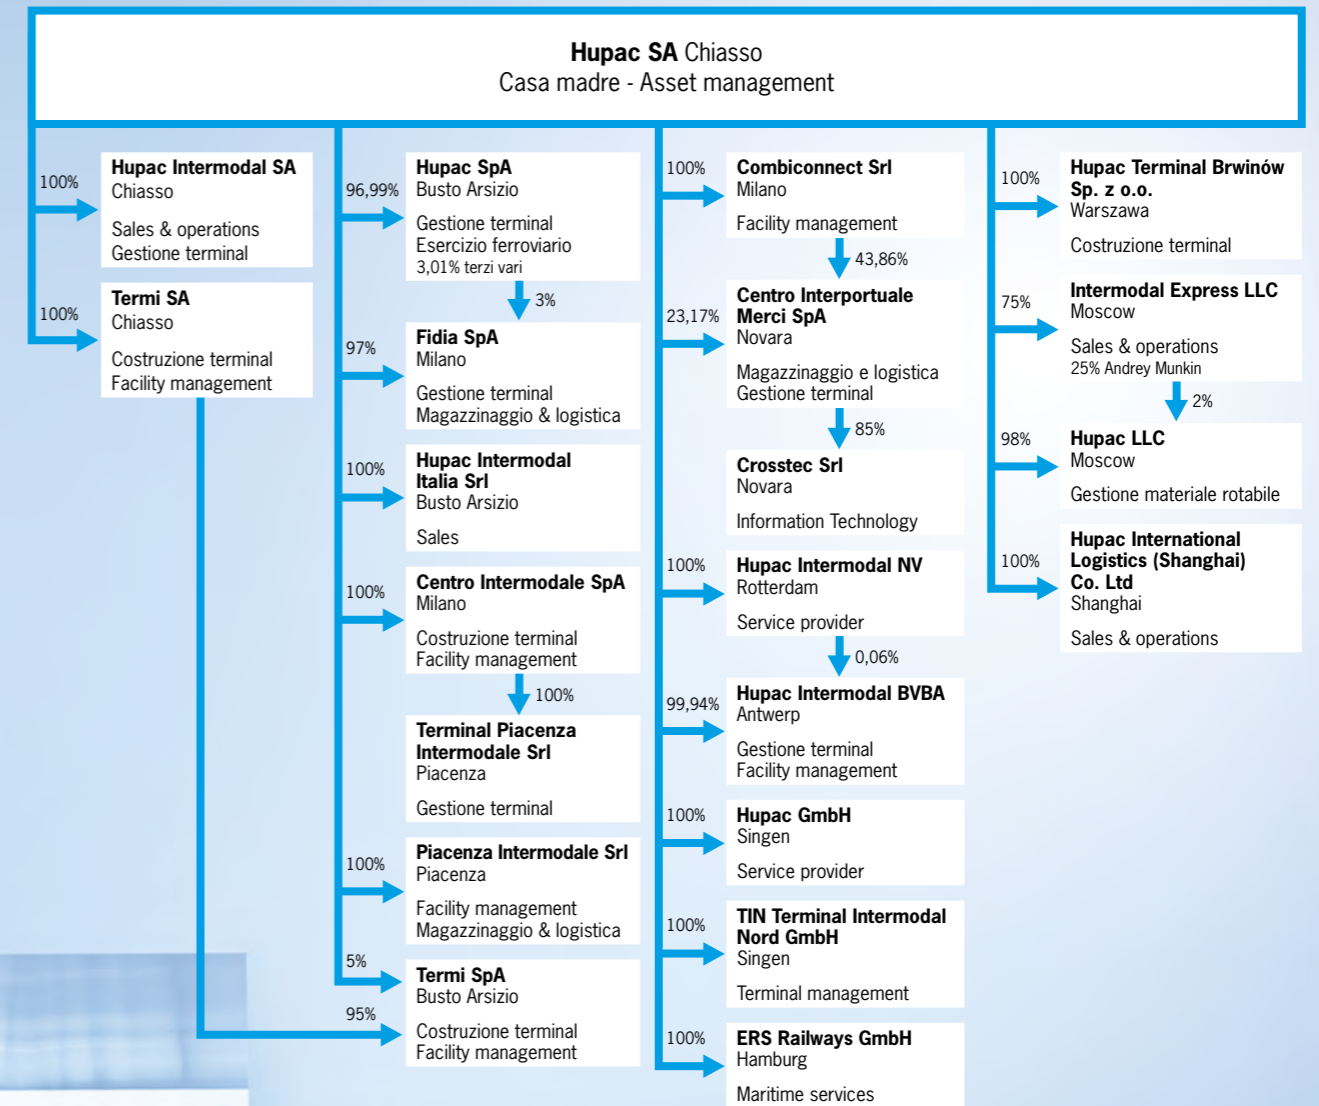 Hupac SA Chiasso
Casa madre - Asset management
100%
Hupac Intermodal SA
Chiasso
Sales & operations
Gestione terminal
100%
Termi SA
Chiasso
Costruzione terminal
Facility management
96,99%
Hupac SpA
Busto Arsizio
Gestione terminal
Esercizio ferroviario
3,01% terzi vari
3%
97%
Fidia SpA
Milano
Gestione terminal
Magazzinaggio & logistica
100%
Hupac Intermodal
Italia Srl
Busto Arsizio
Sales
100%
Centro Intermodale SpA
Milano
Costruzione terminal
Facility management
100%
Terminal Piacenza
Intermodale Srl
Piacenza
Gestione terminal
100%
Piacenza Intermodale Srl
Piacenza
Facility management
Magazzinaggio & logistica
5%
95%
Termi SpA
Busto Arsizio
Costruzione terminal
Facility management
100%
Combiconnect Srl
Milano
Facility management
43,86%
23,17%
Centro Interportuale
Merci SpA
Novara
Magazzinaggio e logistica
Gestione terminal
85%
Crosstec Srl
Novara
Information Technology
100%
Hupac Intermodal NV
Rotterdam
Service provider
0,06%
99,94%
Hupac Intermodal BVBA
Antwerp
Gestione terminal
Facility management
100%
Hupac GmbH
Singen
Service provider
100%
TIN Terminal Intermodal
Nord GmbH
Singen
Terminal management
100%
ERS Railways GmbH
Hamburg
Maritime services
100%
Hupac Terminal Brwinów
Sp. z o.o.
Warszawa
Costruzione terminal
75%
Intermodal Express LLC
Moscow
Sales & operations
25% Andrey Munkin
2%
98%
Hupac LLC
Moscow
Gestione materiale rotabile
100%
Hupac International
Logistics (Shanghai)
Co. Ltd
Shanghai
Sales & operations